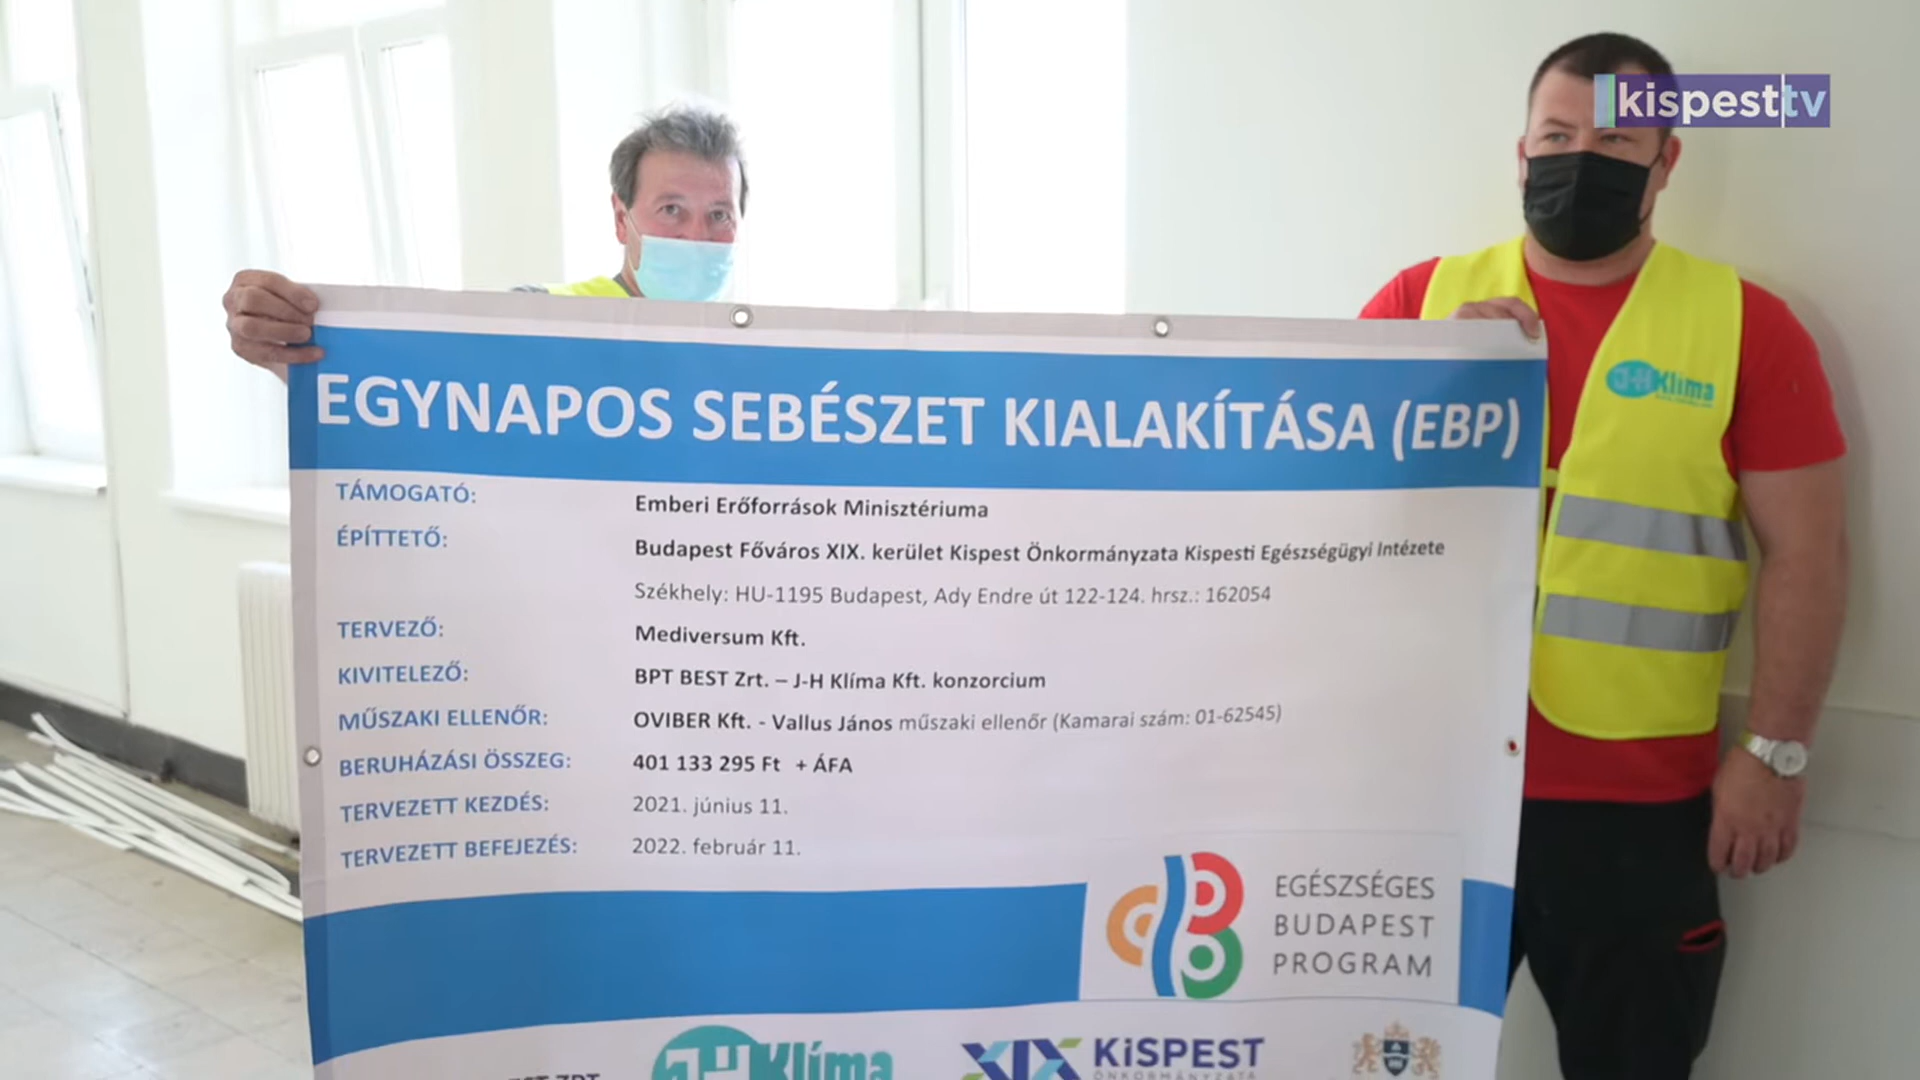 kispest tv
J-H Klíma
EGYNAPOS SEBÉSZET KIALAKÍTÁSA (EBP)
TÁMOGATÓ: Emberi Erőforrások Minisztériuma
ÉPÍTTETŐ: Budapest Főváros XIX. kerület Kispest Önkormányzata Kispesti Egészségügyi Intézete
Székhely: HU-1195 Budapest, Ady Endre út 122-124. hrsz.: 162054
TERVEZŐ: Mediversum Kft.
KIVITELEZŐ: BPT BEST Zrt. – J-H Klíma Kft. konzorcium
MŰSZAKI ELLENŐR: OVIBER Kft. - Vallus János műszaki ellenőr (Kamarai szám: 01-62545)
BERUHÁZÁSI ÖSSZEG: 401 133 295 Ft + ÁFA
TERVEZETT KEZDÉS: 2021. június 11.
TERVEZETT BEFEJEZÉS: 2022. február 11.
EGÉSZSÉGES
BUDAPEST
PROGRAM
J-H Klíma
XIX KiSPEST
ÖNKORMÁNYZATA